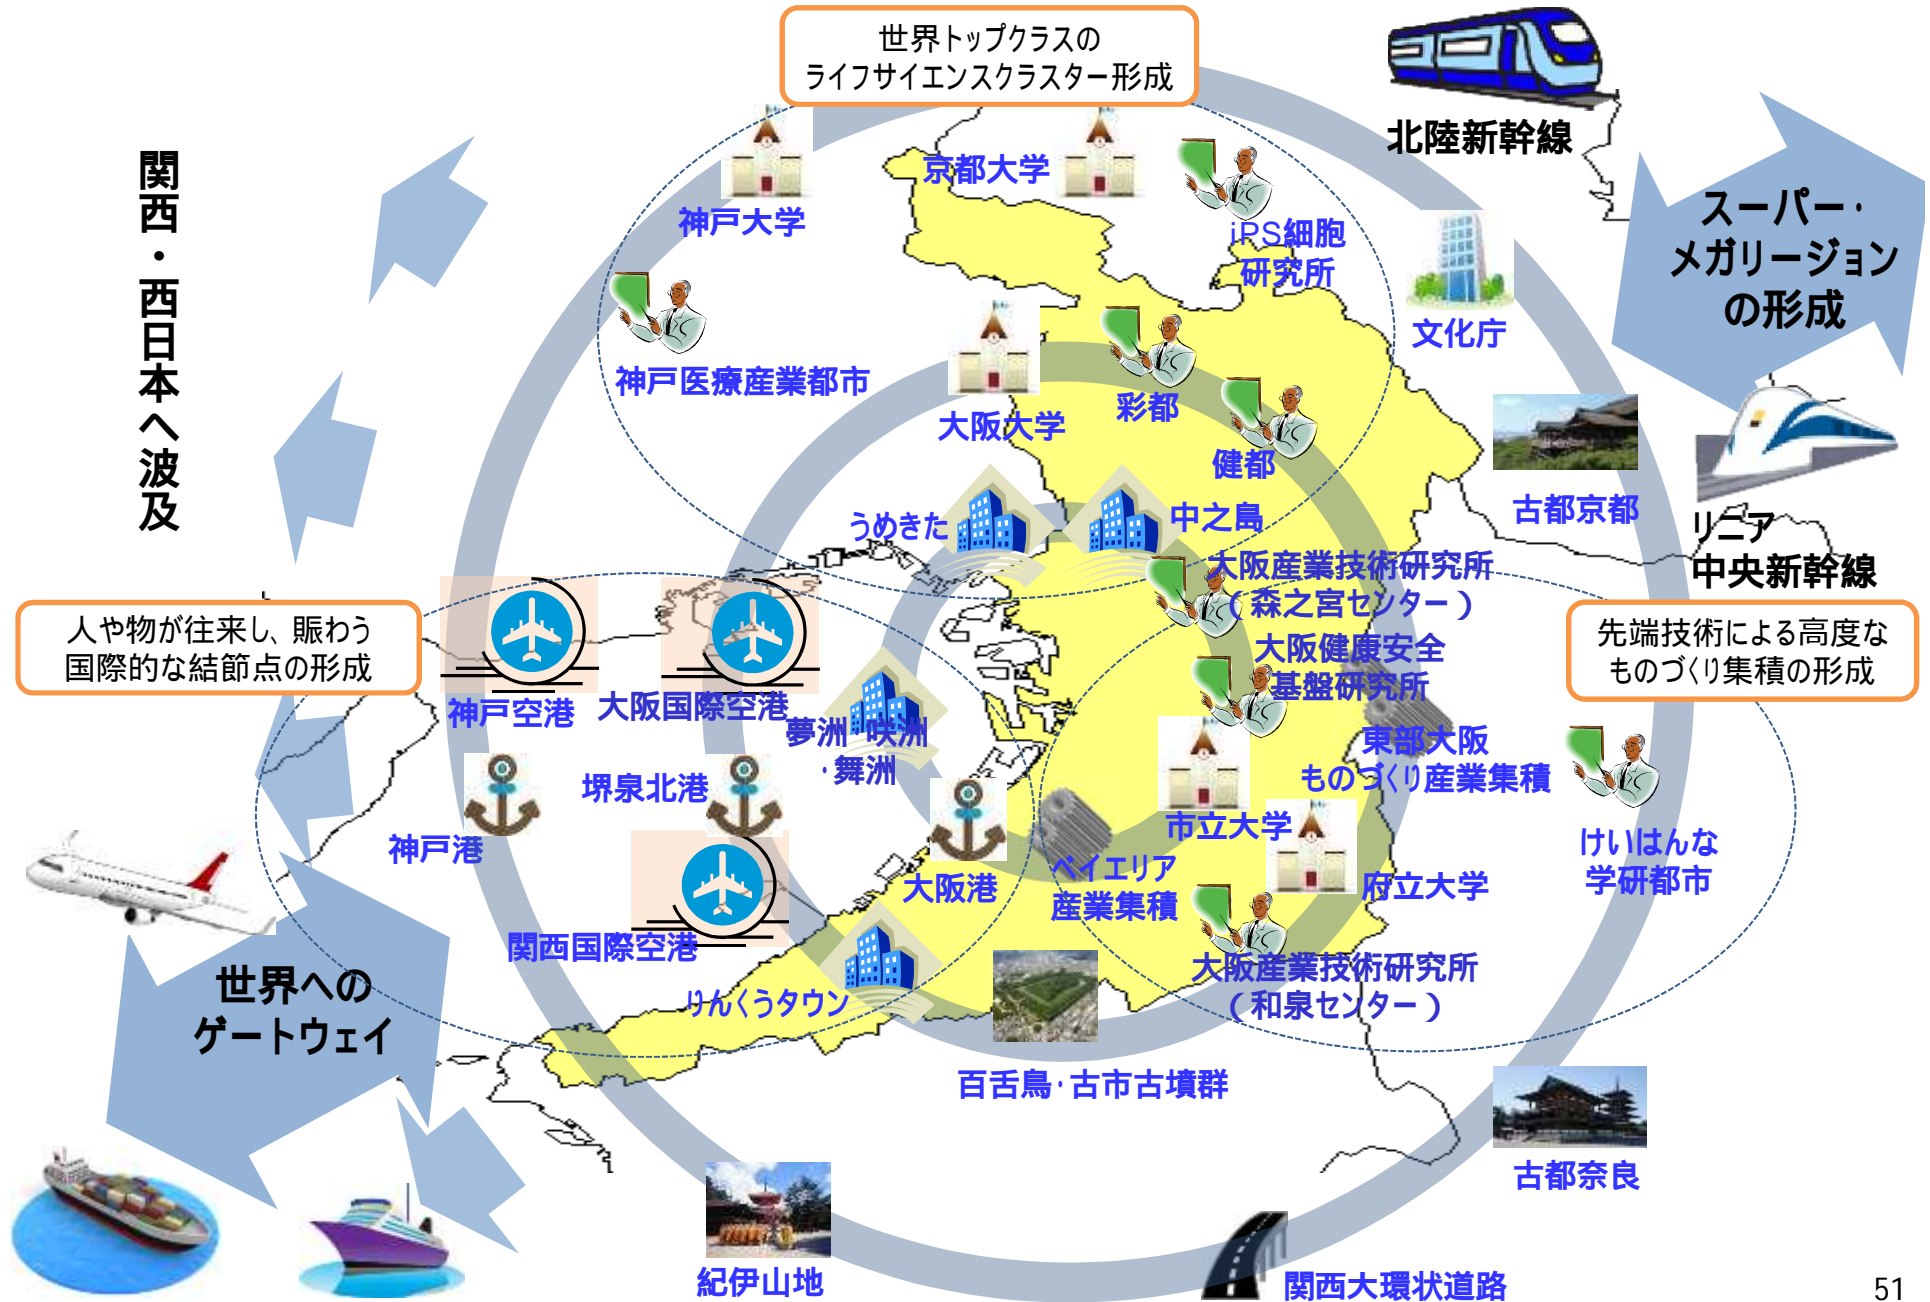 世界トップクラスの
ライフサイエンスクラスター形成
北陸新幹線
関西・西日本へ波及
スーパー・
メガリージョン
の形成
京都大学
神戸大学
iPS細胞
研究所
文化庁
神戸医療産業都市
大阪大学
彩都
健都
古都京都
うめきた
中之島
リニア
中央新幹線
大阪産業技術研究所
（森之宮センター）
人や物が往来し、賑わう
国際的な結節点の形成
先端技術による高度な
ものづくり集積の形成
大阪健康安全
基盤研究所
神戸空港
大阪国際空港
夢洲・咲洲
・舞洲
東部大阪
ものづくり産業集積
堺泉北港
市立大学
神戸港
けいはんな
学研都市
大阪港
ベイエリア
産業集積
府立大学
関西国際空港
大阪産業技術研究所
（和泉センター）
りんくうタウン
世界への
ゲートウェイ
百舌鳥・古市古墳群
古都奈良
紀伊山地
関西大環状道路
51